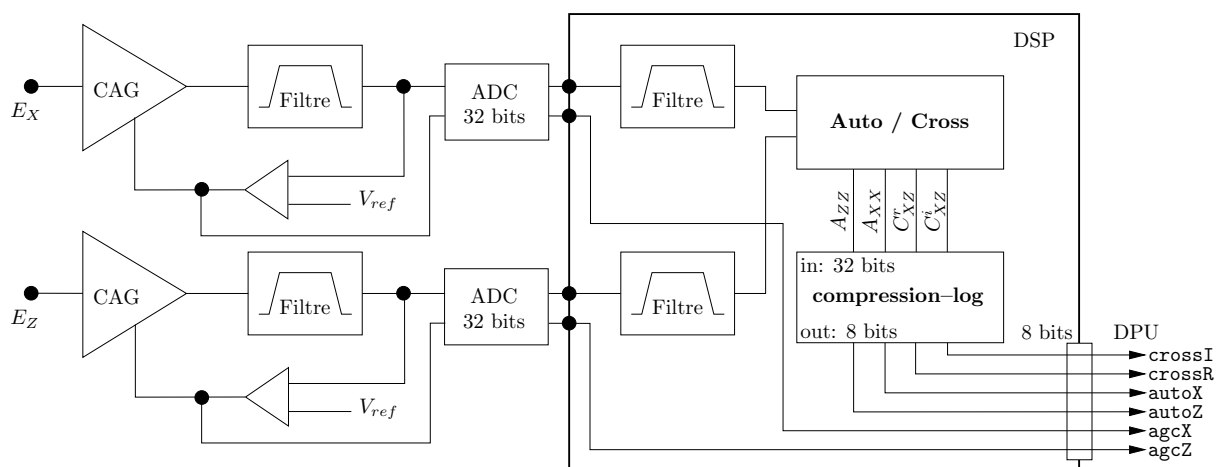 DSP
CAG
Filtre
ADC
32 bits
Filtre
Auto / Cross
E_X
V_ref
A_ZZ
A_XX
C^r_XZ
C^i_XZ
CAG
Filtre
ADC
32 bits
Filtre
in: 32 bits
compression–log
out: 8 bits
E_Z
V_ref
8 bits
DPU
crossI
crossR
autoX
autoZ
agcX
agcZ